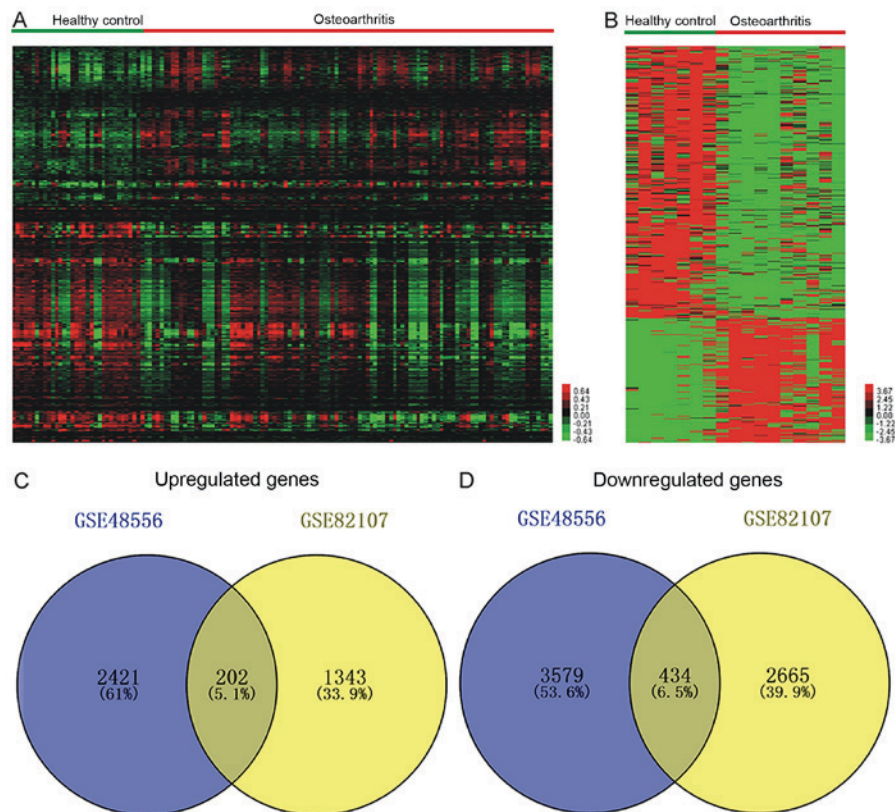 A
Healthy control
Osteoarthritis
0.64
0.43
0.21
0.00
-0.21
-0.43
-0.64
B
Healthy control
Osteoarthritis
3.67
2.45
1.22
0.00
-1.22
-2.45
-3.67
C
Upregulated genes
GSE48556
GSE82107
2421
(61%)
202
(5.1%)
1343
(33.9%)
D
Downregulated genes
GSE48556
GSE82107
3579
(53.6%)
434
(6.5%)
2665
(39.9%)